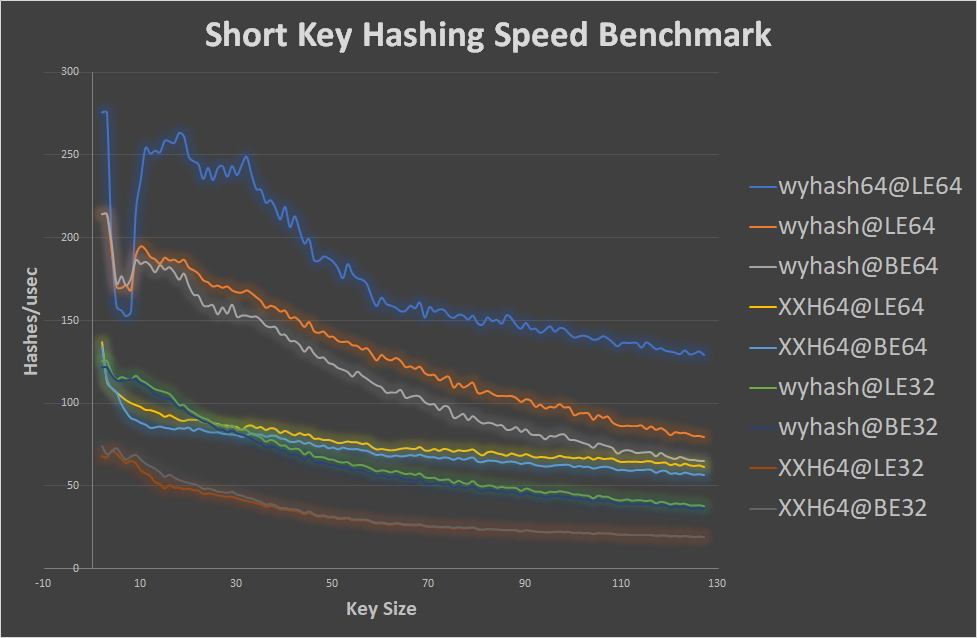 Short Key Hashing Speed Benchmark
300
250
200
150
100
50
0
-10
10
30
50
70
90
110
130
Hashes/usec
Key Size
wyhash64@LE64
wyhash@LE64
wyhash@BE64
XXH64@LE64
XXH64@BE64
wyhash@LE32
wyhash@BE32
XXH64@LE32
XXH64@BE32